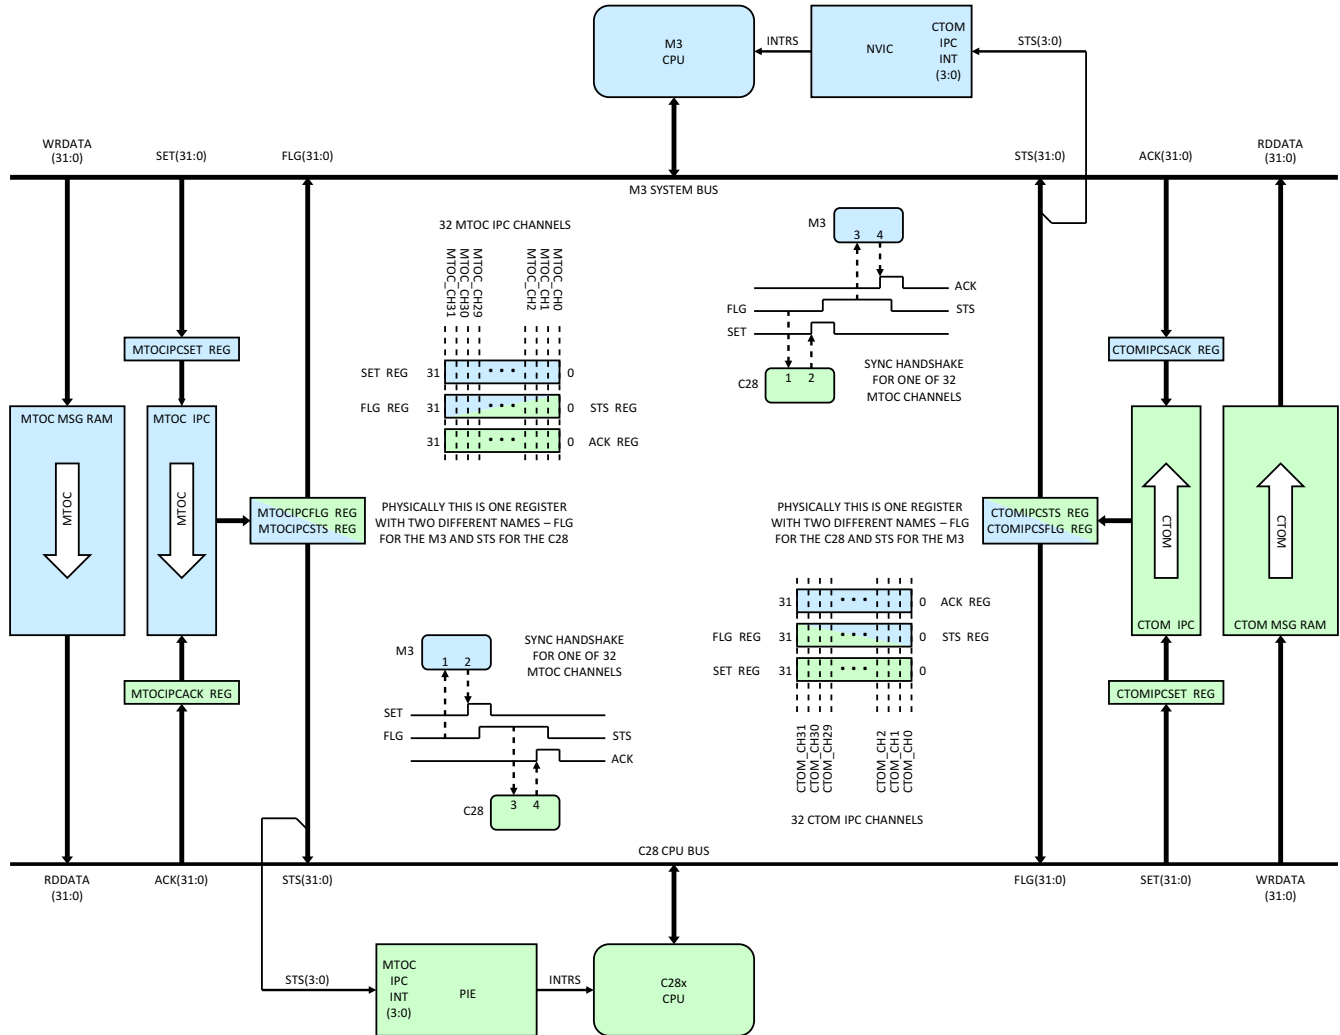 M3
CPU
INTRS
NVIC
CTOM
IPC
INT
(3:0)
STS(3:0)
WRDATA
(31:0)
SET(31:0)
FLG(31:0)
STS(31:0)
ACK(31:0)
RDDATA
(31:0)
M3 SYSTEM BUS
32 MTOC IPC CHANNELS
MTOC_CH31
MTOC_CH30
MTOC_CH29
MTOC_CH2
MTOC_CH1
MTOC_CH0
SET REG 31 • • • 0
FLG REG 31 • • • 0 STS REG
31 • • • 0 ACK REG
M3
3 4
ACK
FLG STS
SET
C28
1 2
SYNC HANDSHAKE
FOR ONE OF 32
MTOC CHANNELS
MTOCIPCSET REG
CTOMIPCSACK REG
MTOC MSG RAM
MTOC
MTOC IPC
MTOC
MTOCIPCFLG REG
MTOCIPCSTS REG
PHYSICALLY THIS IS ONE REGISTER
WITH TWO DIFFERENT NAMES – FLG
FOR THE M3 AND STS FOR THE C28
PHYSICALLY THIS IS ONE REGISTER
WITH TWO DIFFERENT NAMES – FLG
FOR THE C28 AND STS FOR THE M3
CTOMIPCSTS REG
CTOMIPCSFLG REG
CTOM
CTOM IPC
CTOM
CTOM MSG RAM
MTOCIPCACK REG
CTOMIPCSET REG
M3
1 2
SYNC HANDSHAKE
FOR ONE OF 32
MTOC CHANNELS
SET
FLG STS
ACK
C28
3 4
31 • • • 0 ACK REG
FLG REG 31 • • • 0 STS REG
SET REG 31 • • • 0
CTOM_CH31
CTOM_CH30
CTOM_CH29
CTOM_CH2
CTOM_CH1
CTOM_CH0
32 CTOM IPC CHANNELS
C28 CPU BUS
RDDATA
(31:0)
ACK(31:0)
STS(31:0)
FLG(31:0)
SET(31:0)
WRDATA
(31:0)
STS(3:0)
MTOC
IPC
INT
(3:0)
PIE
INTRS
C28x
CPU